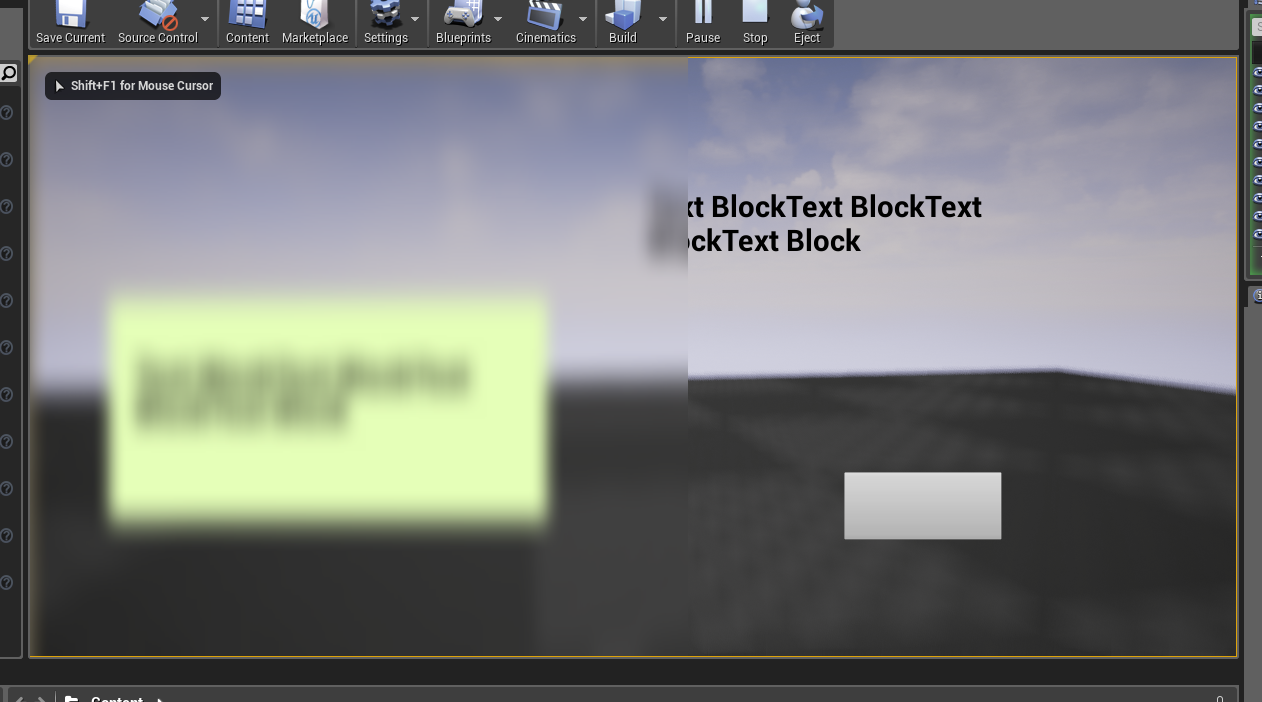 Save Current Source Control Content Marketplace Settings Blueprints Cinematics Build Pause Stop Eject
Shift+F1 for Mouse Cursor
xt BlockText BlockText
ockText Block
Content